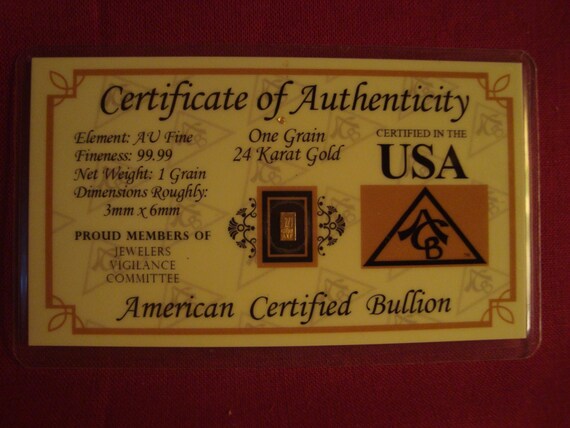 Certificate of Authenticity
Element: AU Fine
Fineness: 99.99
Net Weight: 1 Grain
Dimensions Roughly:
3mm x 6mm
PROUD MEMBERS OF
JEWELERS
VIGILANCE
COMMITTEE
One Grain
24 Karat Gold
CERTIFIED IN THE
USA
ACB
American Certified Bullion